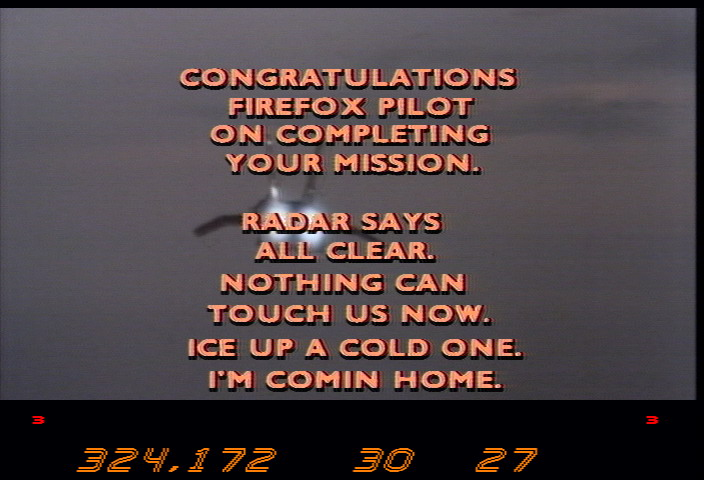 CONGRATULATIONS
FIREFOX PILOT
ON COMPLETING
YOUR MISSION.
RADAR SAYS
ALL CLEAR.
NOTHING CAN
TOUCH US NOW.
ICE UP A COLD ONE.
I'M COMIN HOME.
3 3
324,172 30 27